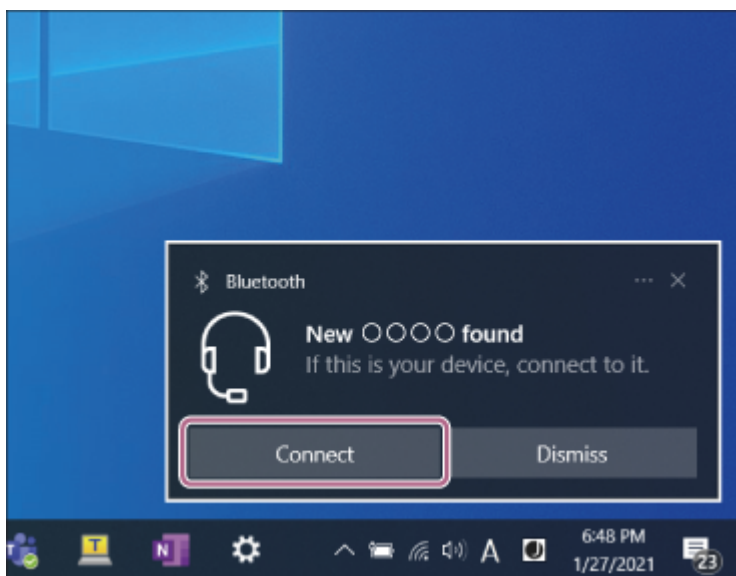 Bluetooth
New ○○○○ found
If this is your device, connect to it.
Connect
Dismiss
T
T
N
A
6:48 PM
1/27/2021
23